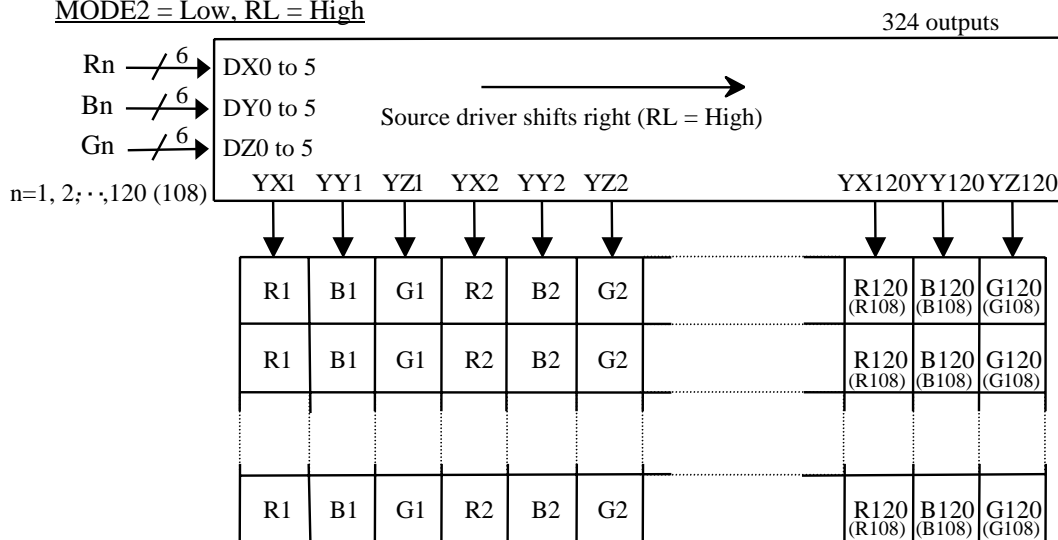 MODE2 = Low, RL = High
324 outputs
Rn 6 DX0 to 5
Bn 6 DY0 to 5
Source driver shifts right (RL = High)
Gn 6 DZ0 to 5
n=1, 2,···,120 (108)
YX1 YY1 YZ1 YX2 YY2 YZ2 YX120 YY120 YZ120
R1 B1 G1 R2 B2 G2 R120 B120 G120
(R108) (B108) (G108)
R1 B1 G1 R2 B2 G2 R120 B120 G120
(R108) (B108) (G108)
R1 B1 G1 R2 B2 G2 R120 B120 G120
(R108) (B108) (G108)